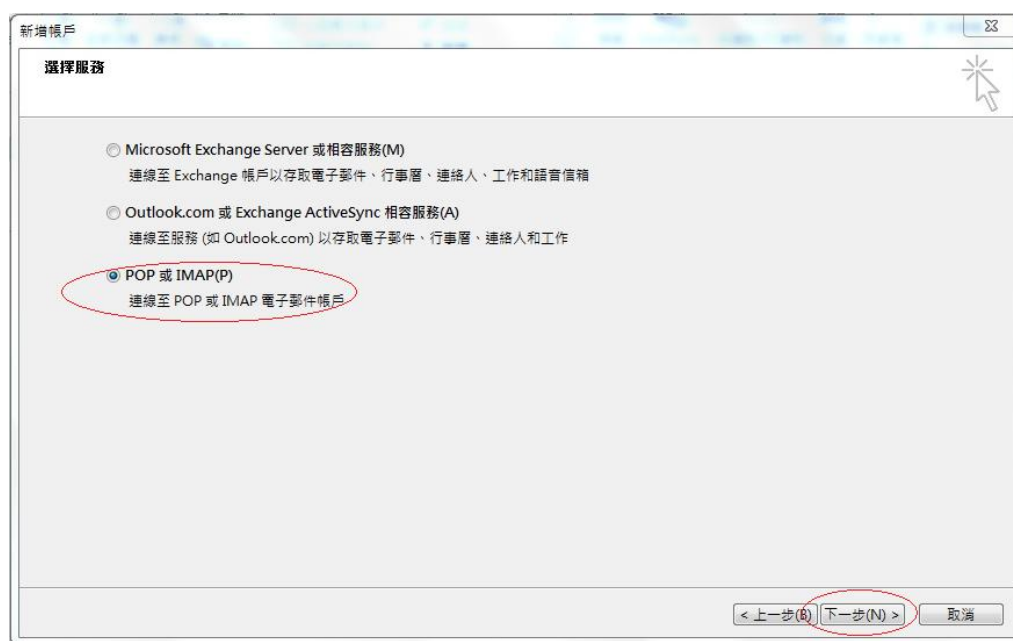 新增帳戶
選擇服務
Microsoft Exchange Server 或相容服務(M)
連線至 Exchange 帳戶以存取電子郵件、行事曆、連絡人、工作和語音信箱
Outlook.com 或 Exchange ActiveSync 相容服務(A)
連線至服務 (如 Outlook.com) 以存取電子郵件、行事曆、連絡人和工作
POP 或 IMAP(P)
連線至 POP 或 IMAP 電子郵件帳戶
< 上一步(B) 下一步(N) > 取消